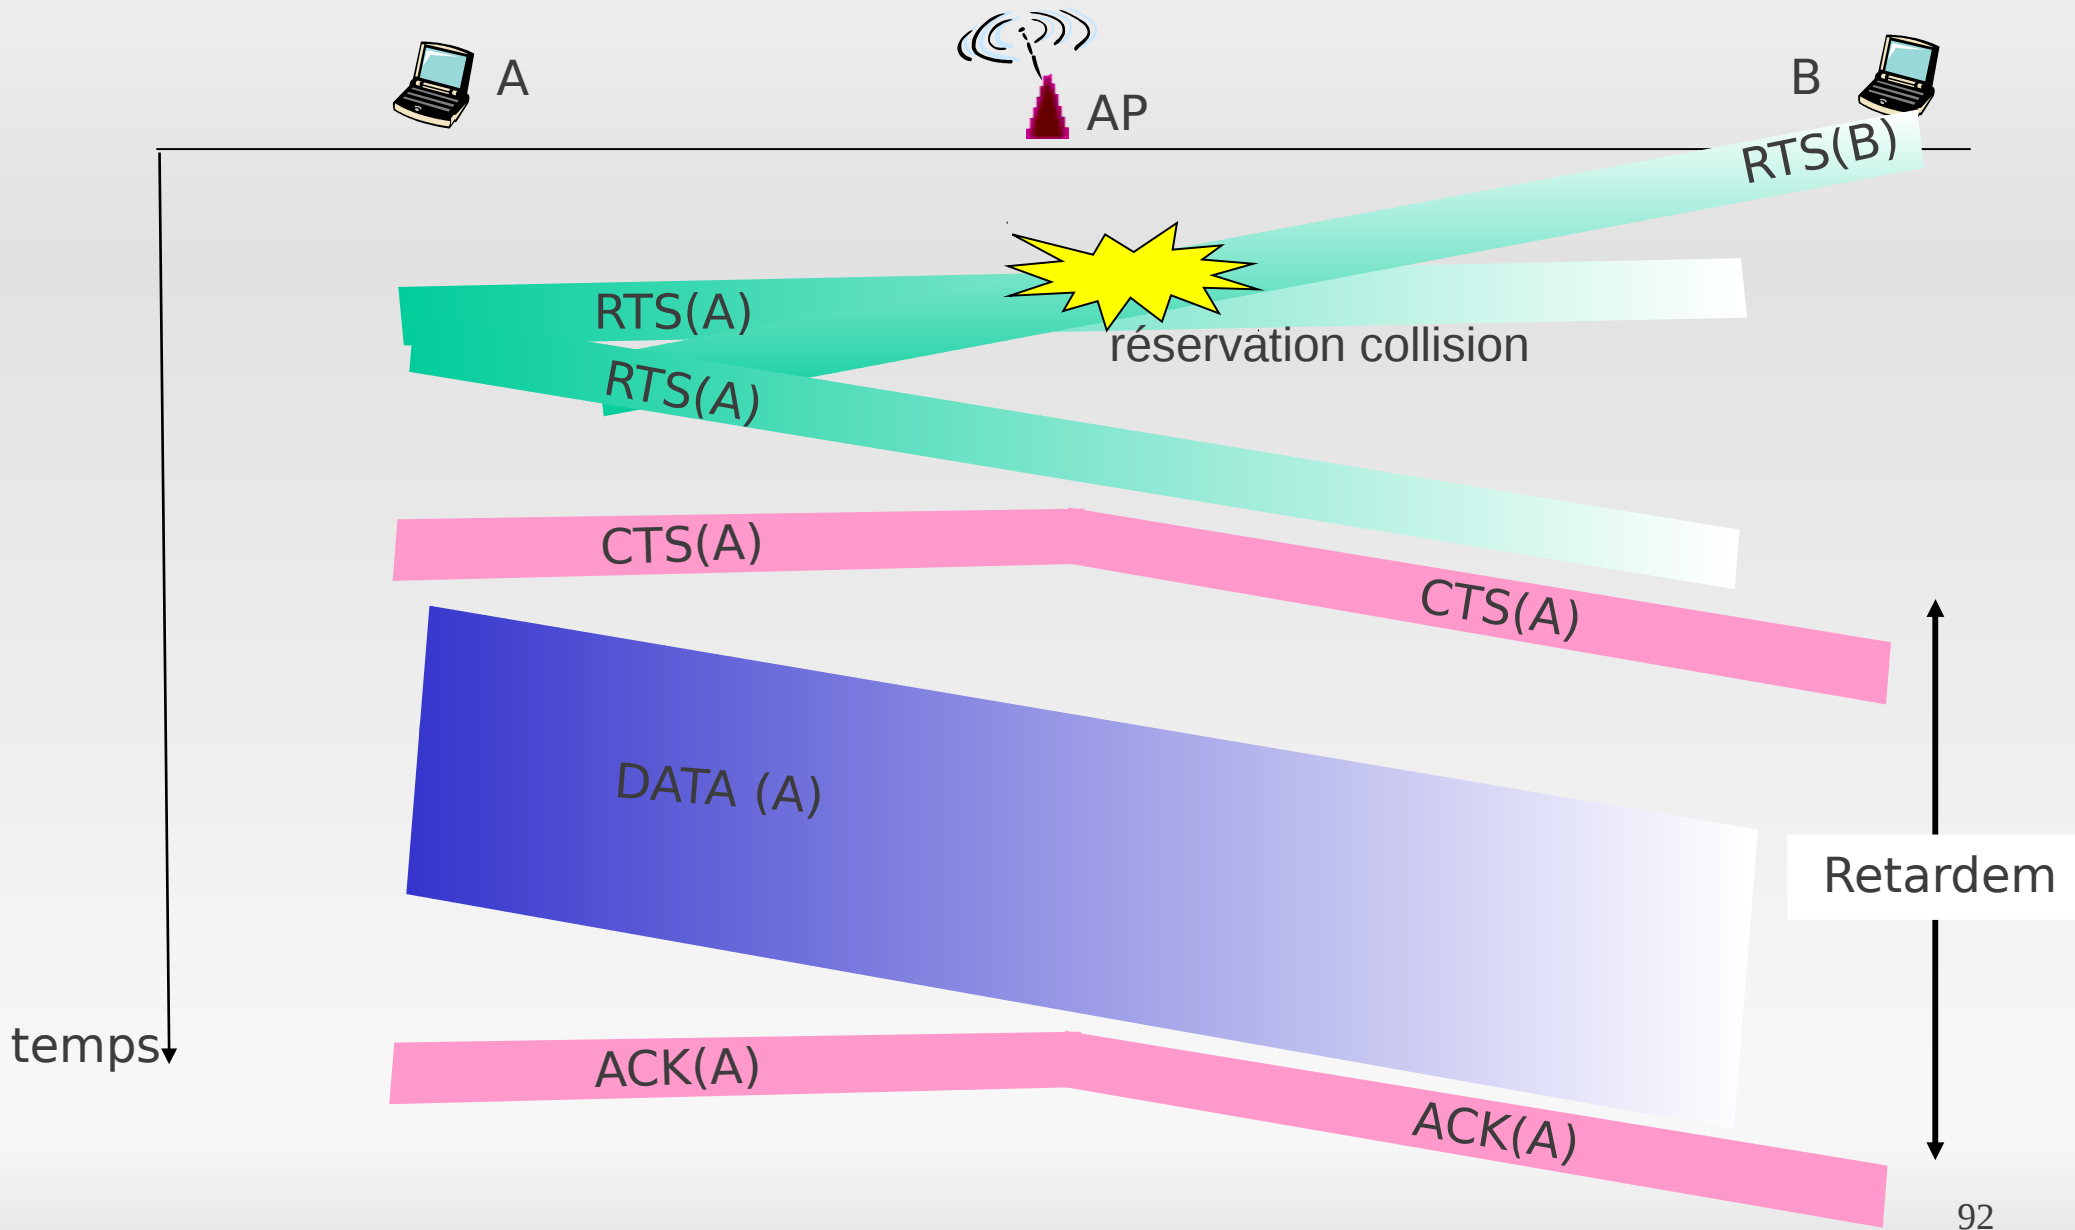 A
AP
B
RTS(B)
RTS(A)
réservation collision
RTS(A)
CTS(A)
CTS(A)
DATA (A)
Retardem
temps
ACK(A)
ACK(A)
92